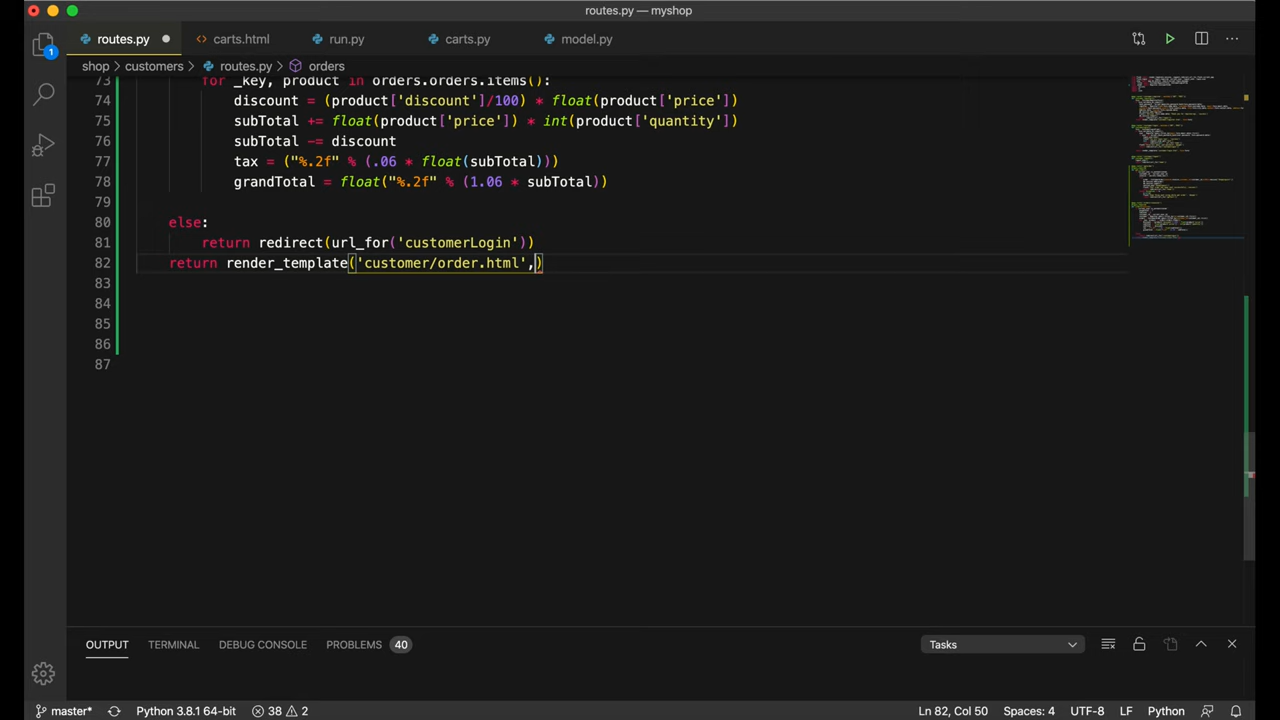 routes.py — myshop
routes.py carts.html run.py carts.py model.py
shop customers routes.py orders
73 for _key, product in orders.orders.items():
74 discount = (product['discount']/100) * float(product['price'])
75 subTotal += float(product['price']) * int(product['quantity'])
76 subTotal -= discount
77 tax = ("%.2f" % (.06 * float(subTotal)))
78 grandTotal = float("%.2f" % (1.06 * subTotal))
79
80 else:
81 return redirect(url_for('customerLogin'))
82 return render_template('customer/order.html',)
83
84
85
86
87
1
OUTPUT TERMINAL DEBUG CONSOLE PROBLEMS 40 Tasks
master* Python 3.8.1 64-bit 38 2 Ln 82, Col 50 Spaces: 4 UTF-8 LF Python